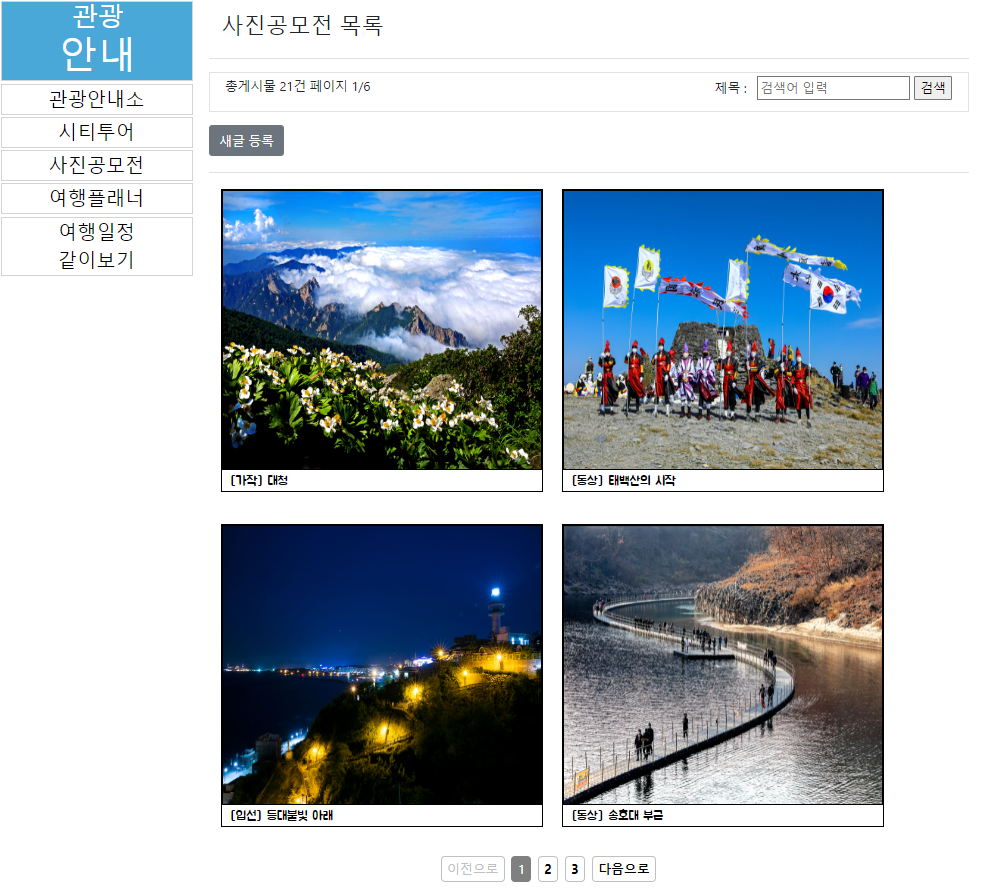 관광
안내
관광안내소
시티투어
사진공모전
여행플래너
여행일정
같이보기
사진공모전 목록
총게시물 21건 페이지 1/6
제목 : 검색어 입력 검색
새글 등록
[가작] 대청
[동상] 태백산의 시작
[입선] 등대불빛 아래
[동상] 송호대 부교
이전으로 1 2 3 다음으로